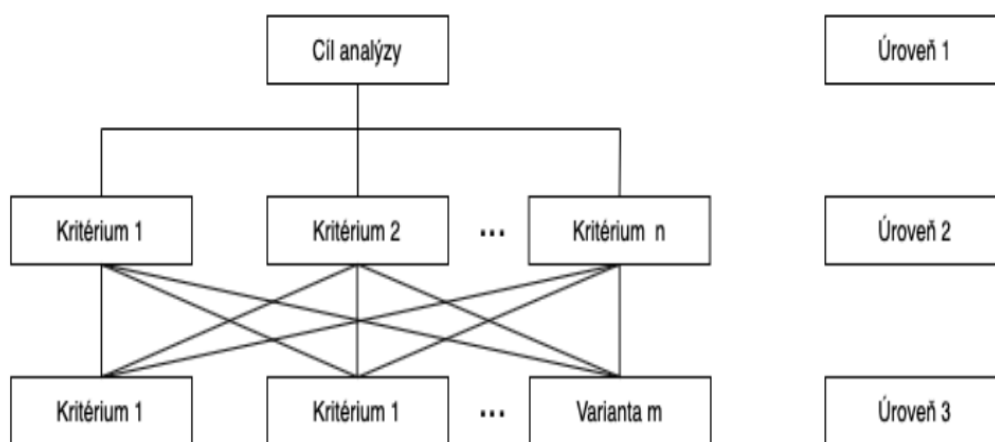 Cíl analýzy
Úroveň 1
Kritérium 1
Kritérium 2
...
Kritérium n
Úroveň 2
Kritérium 1
Kritérium 1
...
Varianta m
Úroveň 3